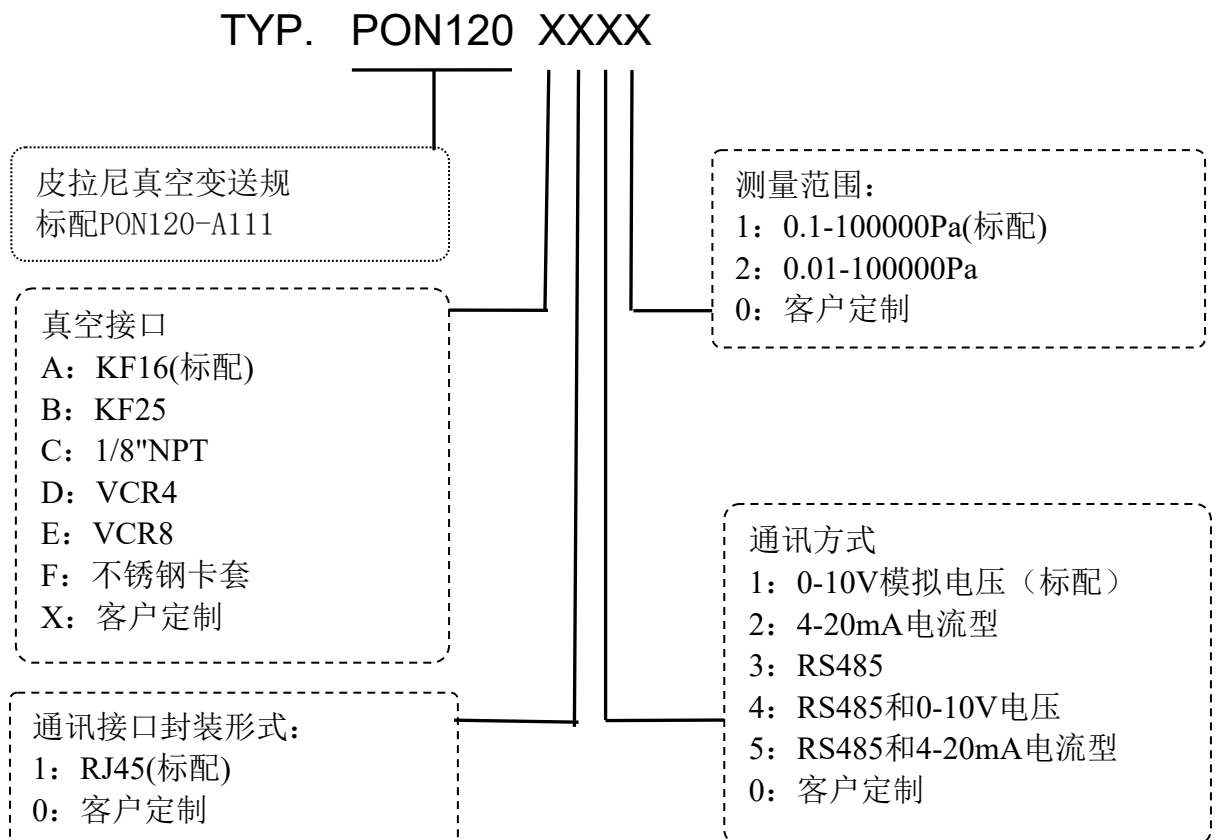 TYP. PON120 XXXX
皮拉尼真空变送规
标配PON120-A111
测量范围：
1：0.1-100000Pa(标配)
2：0.01-100000Pa
0：客户定制
真空接口
A：KF16(标配)
B：KF25
C：1/8"NPT
D：VCR4
E：VCR8
F：不锈钢卡套
X：客户定制
通讯方式
1：0-10V模拟电压（标配）
2：4-20mA电流型
3：RS485
4：RS485和0-10V电压
5：RS485和4-20mA电流型
0：客户定制
通讯接口封装形式：
1：RJ45(标配)
0：客户定制